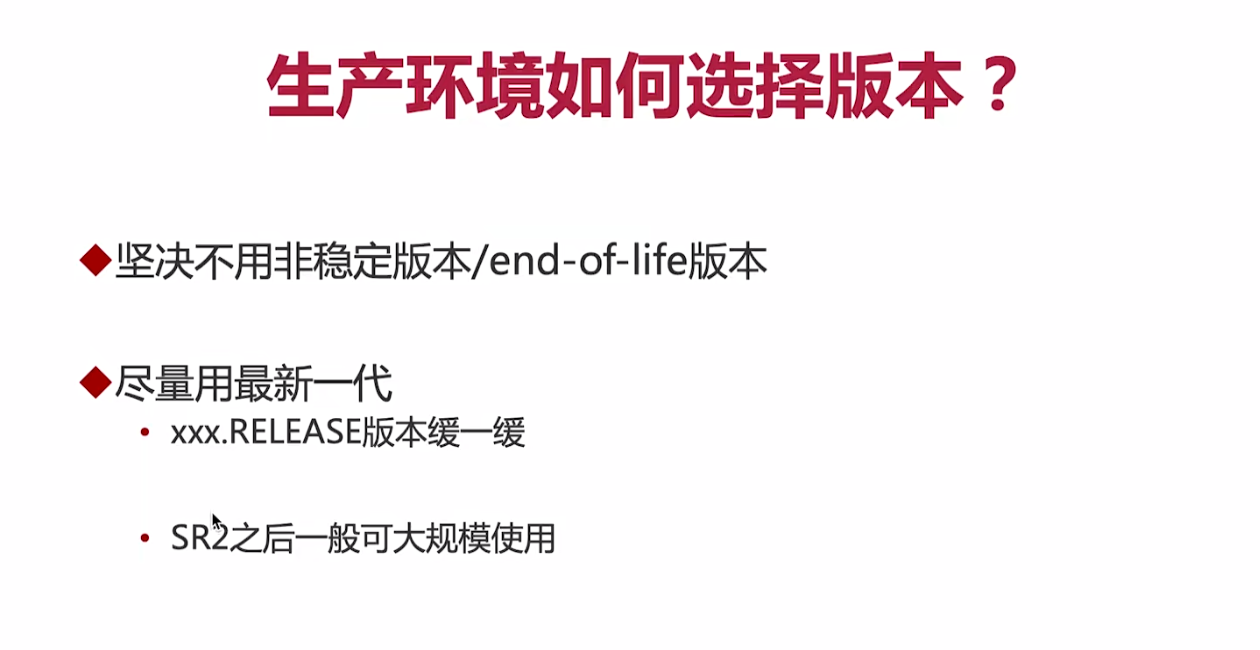 生产环境如何选择版本？
◆坚决不用非稳定版本/end-of-life版本
◆尽量用最新一代
• xxx.RELEASE版本缓一缓
• SR2之后一般可大规模使用